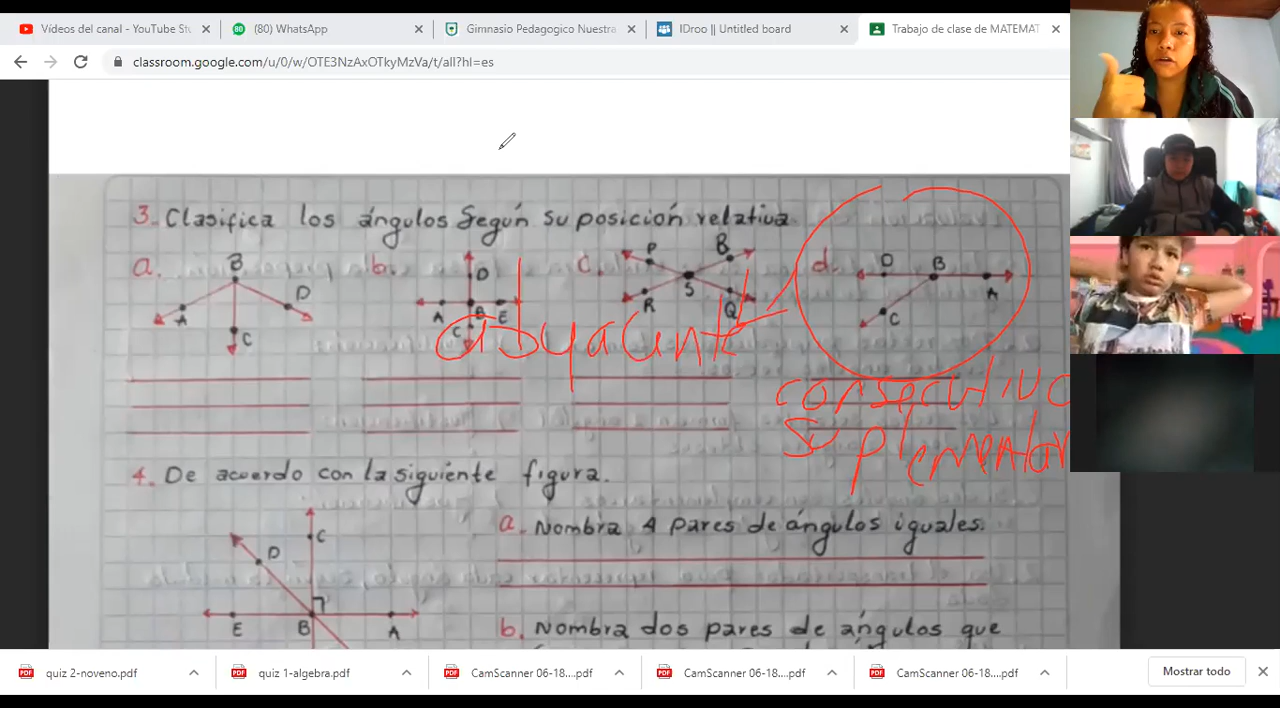 Vídeos del canal - YouTube St
(80) WhatsApp
Gimnasio Pedagogico Nuestra
IDroo || Untitled board
Trabajo de clase de MATEMAT
classroom.google.com/u/0/w/OTE3NzAxOTkyMzVa/t/all?hl=es
3. Clasifica los ángulos Según su posición relativa
a. b. c. d.
B
A
D
C
D
A
B
E
C
P
B
S
R
Q
D
B
A
C
adyacente
consecutivo
suplementar
4. De acuerdo con la siguiente figura.
C
D
E
B
A
a. Nombra 4 pares de ángulos iguales.
b. Nombra dos pares de ángulos que
quiz 2-noveno.pdf
quiz 1-algebra.pdf
CamScanner 06-18....pdf
CamScanner 06-18....pdf
CamScanner 06-18....pdf
Mostrar todo